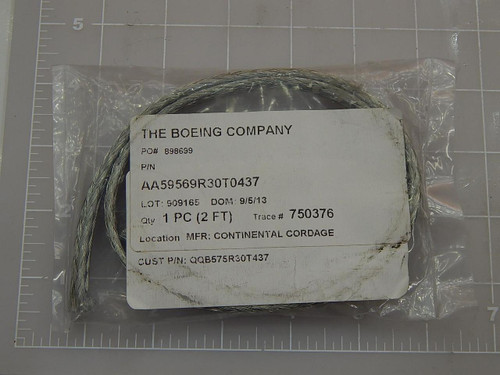 5
THE BOEING COMPANY
PO# 898699
P/N
AA59569R30T0437
LOT: 909165 DOM: 9/5/13
Qty 1 PC (2 FT) Trace # 750376
Location MFR: CONTINENTAL CORDAGE
CUST P/N: QQB575R30T437
7